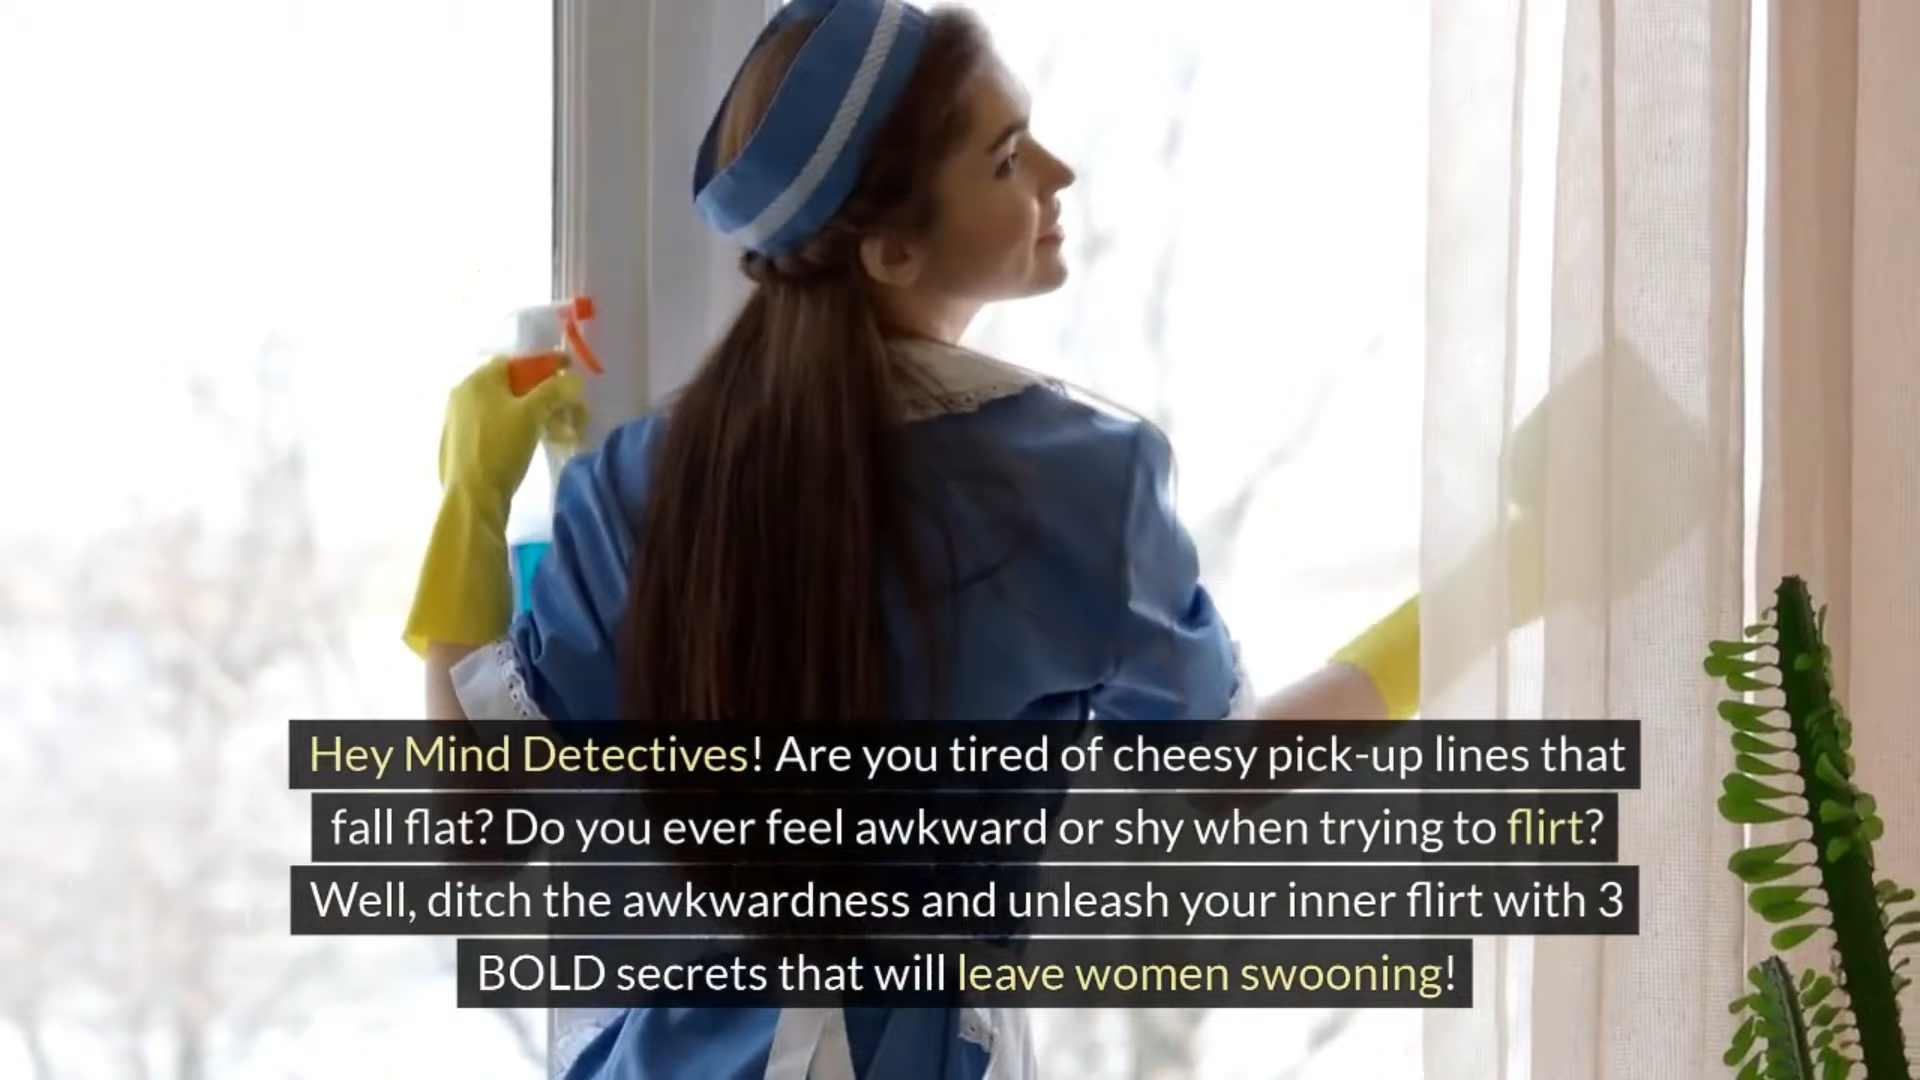 Hey Mind Detectives! Are you tired of cheesy pick-up lines that
fall flat? Do you ever feel awkward or shy when trying to flirt?
Well, ditch the awkwardness and unleash your inner flirt with 3
BOLD secrets that will leave women swooning!